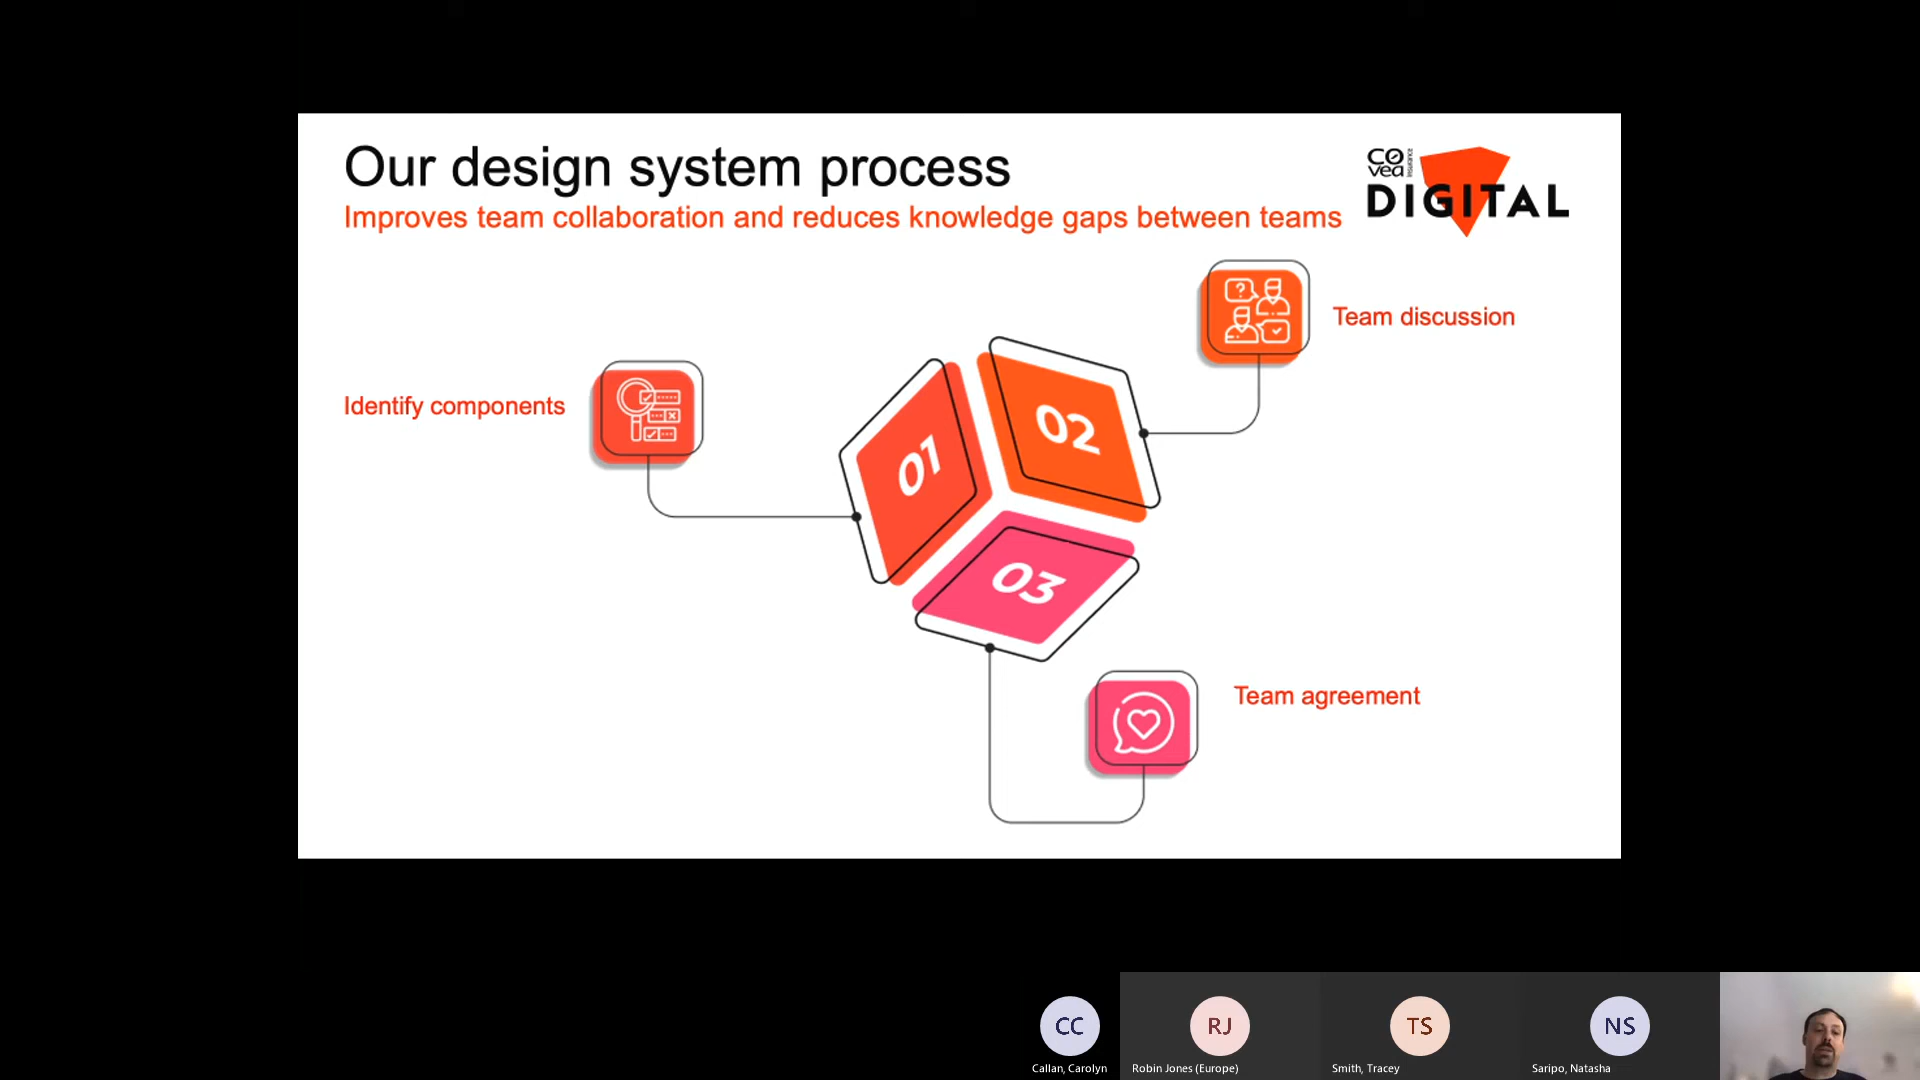 Our design system process
Improves team collaboration and reduces knowledge gaps between teams
covea
insurance
DIGITAL
Team discussion
Identify components
01
02
03
Team agreement
CC
RJ
TS
NS
Callan, Carolyn
Robin Jones (Europe)
Smith, Tracey
Saripo, Natasha